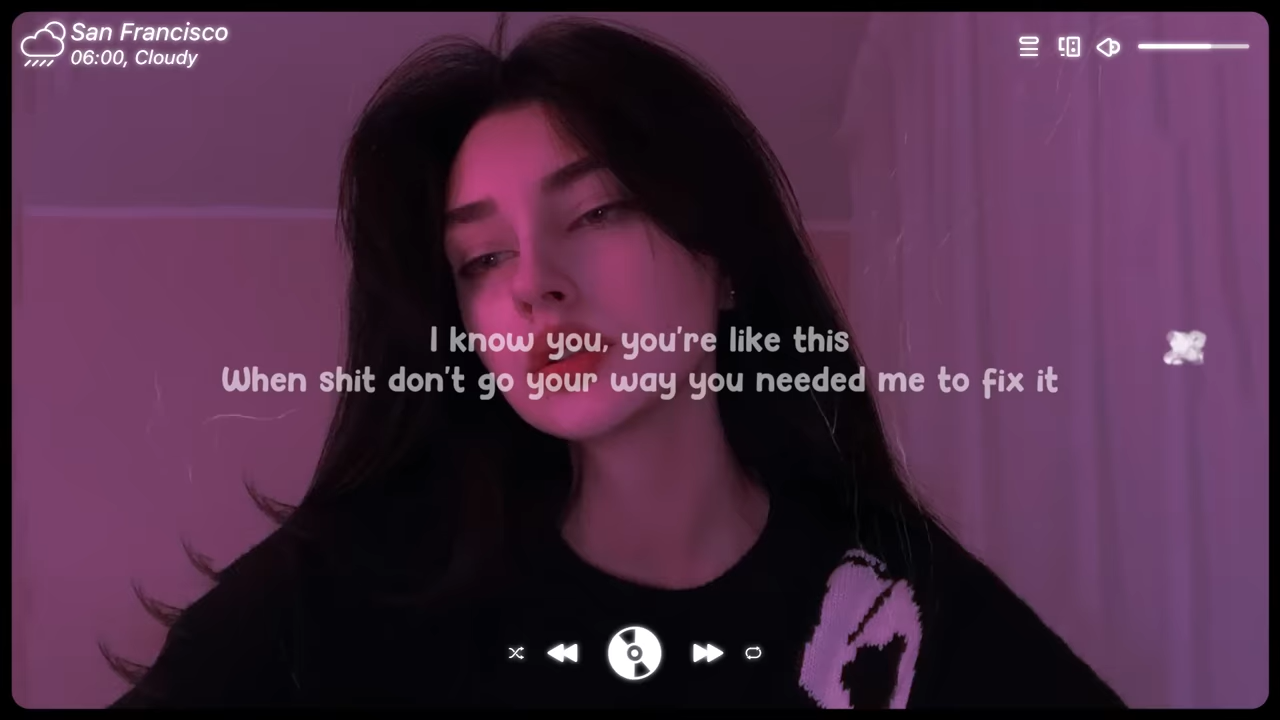 San Francisco
06:00, Cloudy
I know you, you're like this
When shit don't go your way you needed me to fix it